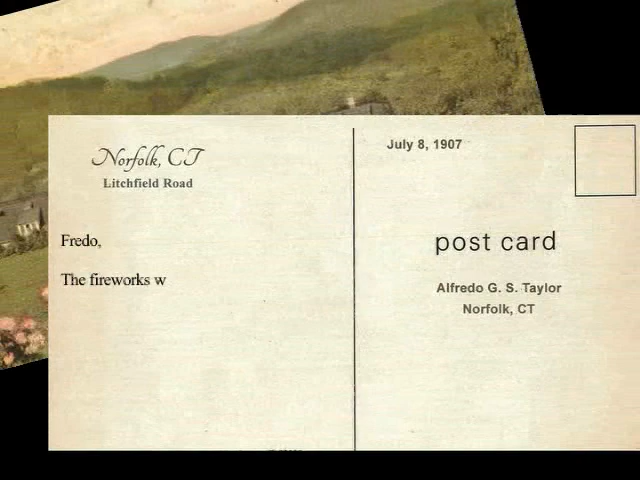 Norfolk, CT
Litchfield Road
Fredo,
The fireworks w
July 8, 1907
post card
Alfredo G. S. Taylor
Norfolk, CT